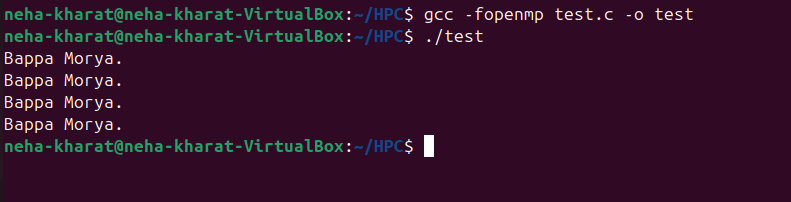 neha-kharat@neha-kharat-VirtualBox:~/HPC$ gcc -fopenmp test.c -o test
neha-kharat@neha-kharat-VirtualBox:~/HPC$ ./test
Bappa Morya.
Bappa Morya.
Bappa Morya.
Bappa Morya.
neha-kharat@neha-kharat-VirtualBox:~/HPC$